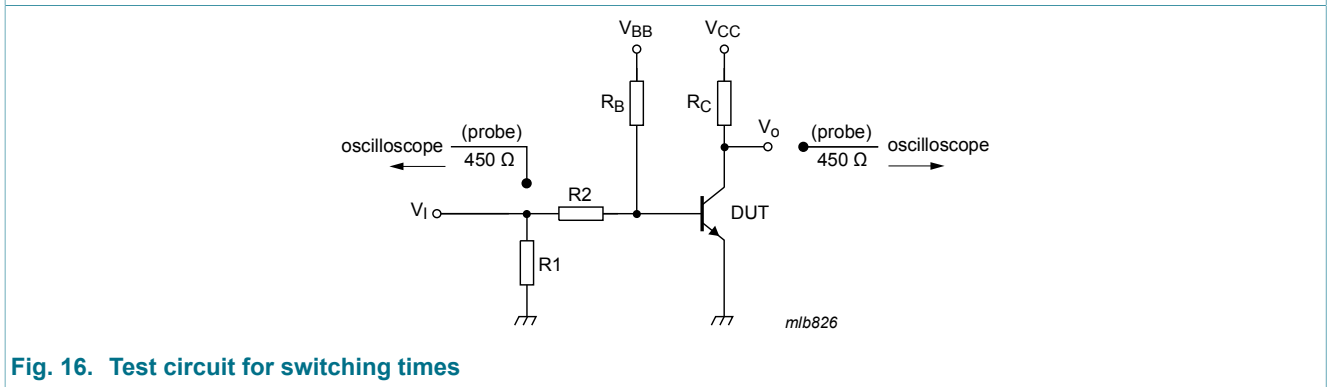 VBB
VCC
RB
RC
Vo
(probe)
450 Ω
oscilloscope
(probe)
450 Ω
oscilloscope
R2
VI
DUT
R1
mlb826
Fig. 16. Test circuit for switching times